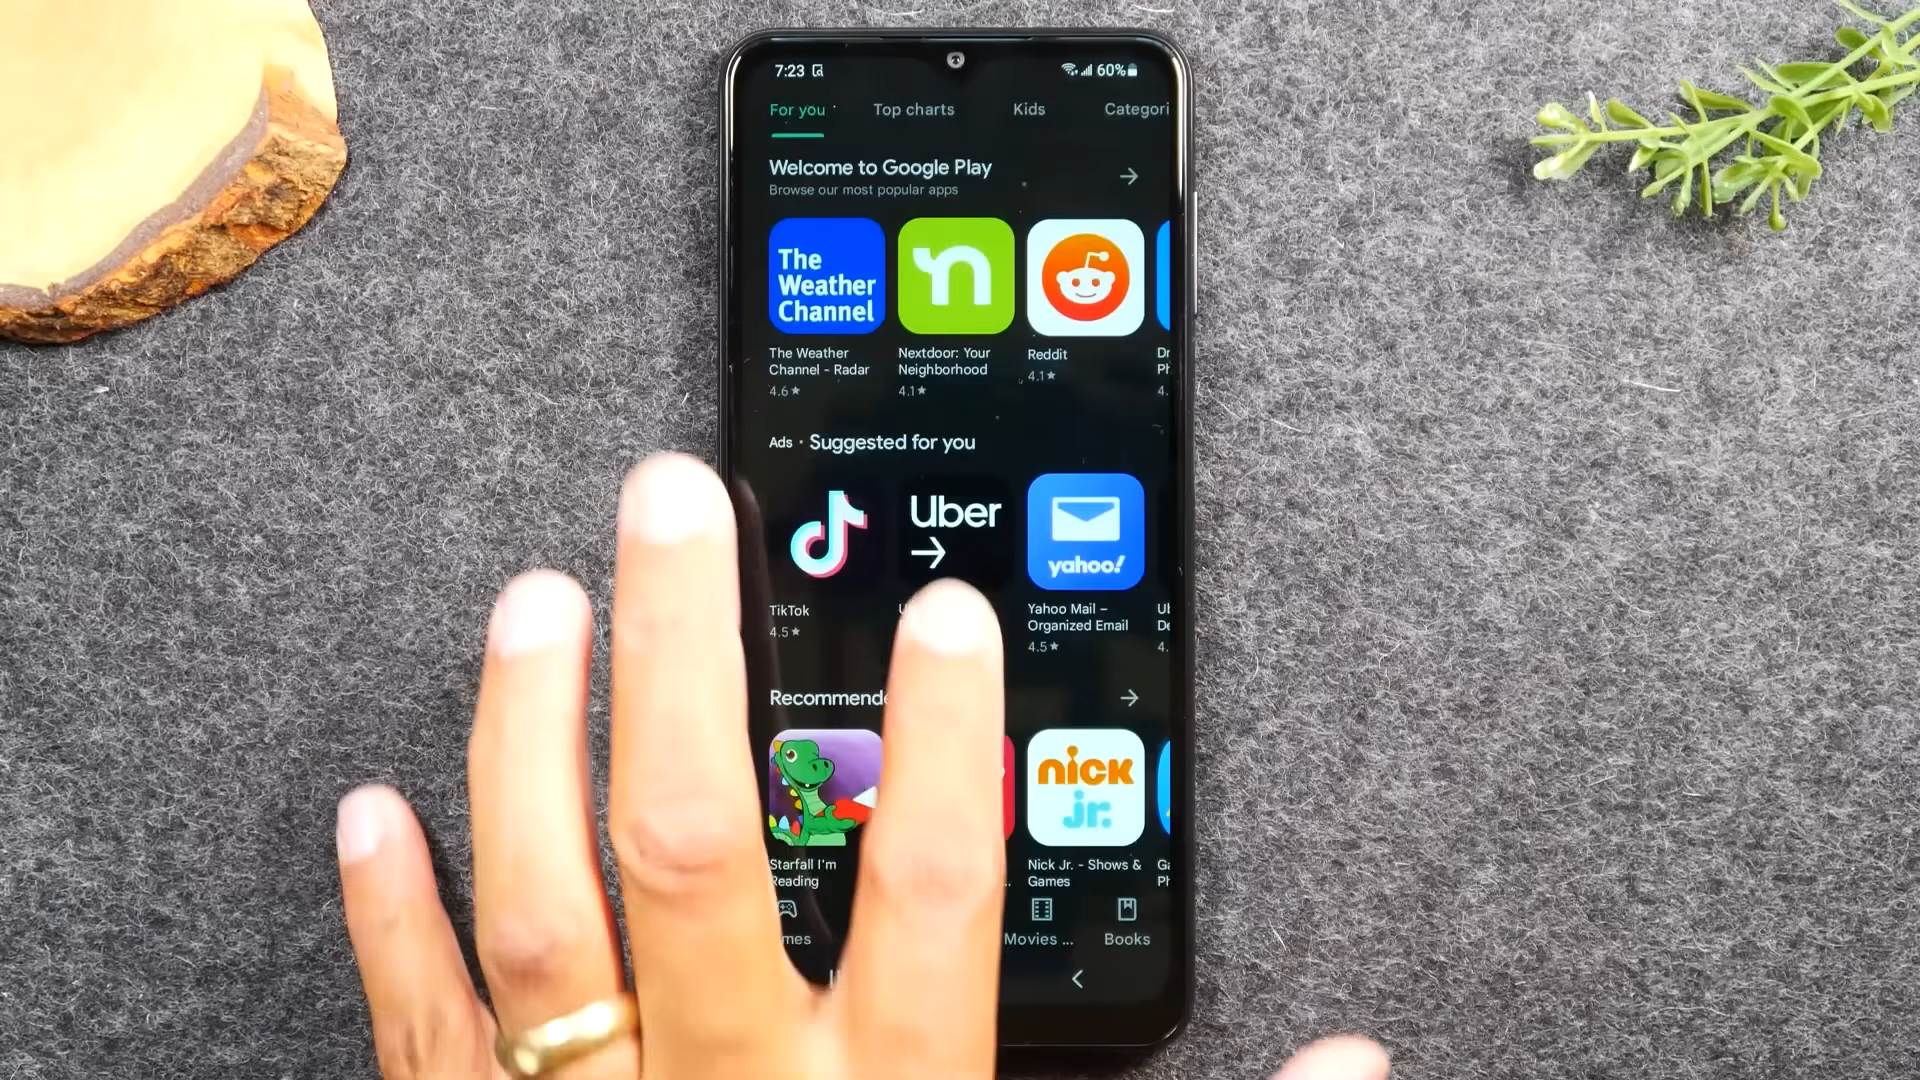 7:23 60%
For you Top charts Kids Categori
Welcome to Google Play
Browse our most popular apps
The
Weather
Channel
n
The Weather
Channel - Radar
4.6★
Nextdoor: Your
Neighborhood
4.1★
Reddit
4.1★
Dr
Ph
4.
Ads • Suggested for you
Uber
yahoo!
TikTok
4.5★
Yahoo Mail –
Organized Email
4.5★
Ub
De
4.
Recommende
nick
jr.
Starfall I'm
Reading
Nick Jr. - Shows &
Games
Ga
Ph
mes Movies ... Books